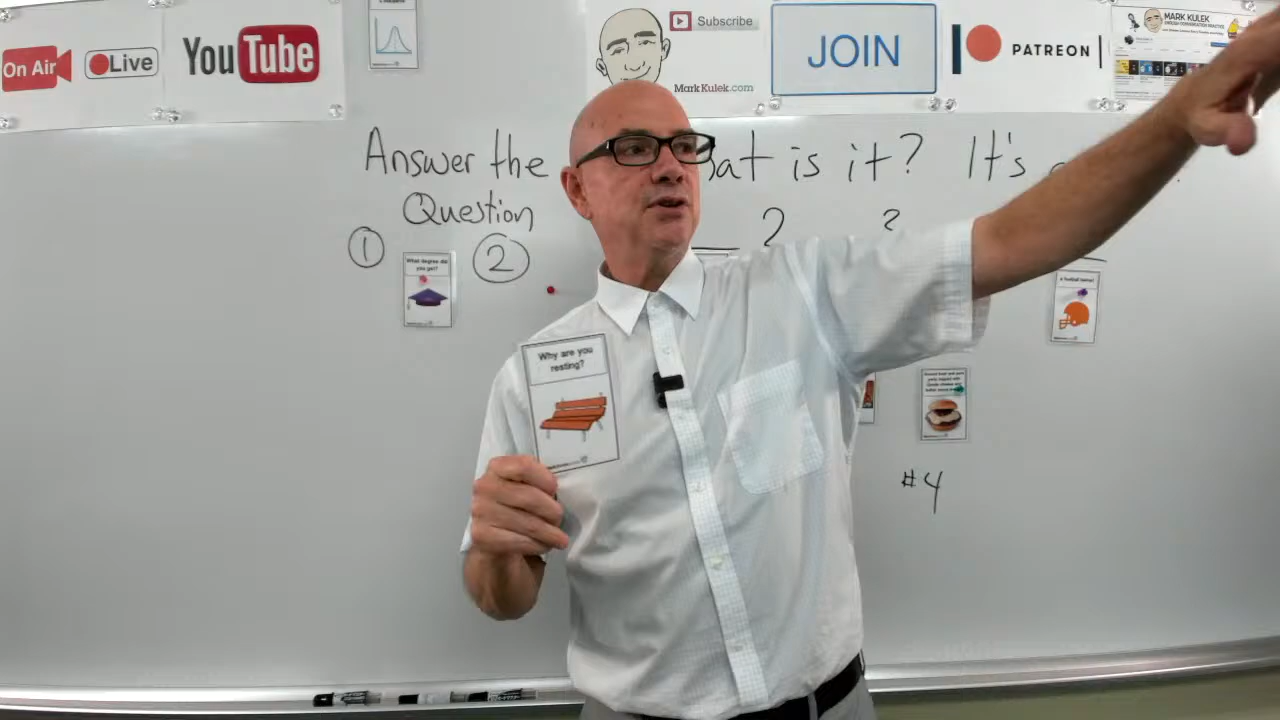 On Air
Live
YouTube
Subscribe
MarkKulek.com
JOIN
PATREON
MARK KULEK
Answer the
Question
at is it? It's
? ?
1
2
What degree did
you get?
Why are you
resting?
A football helmet
#4